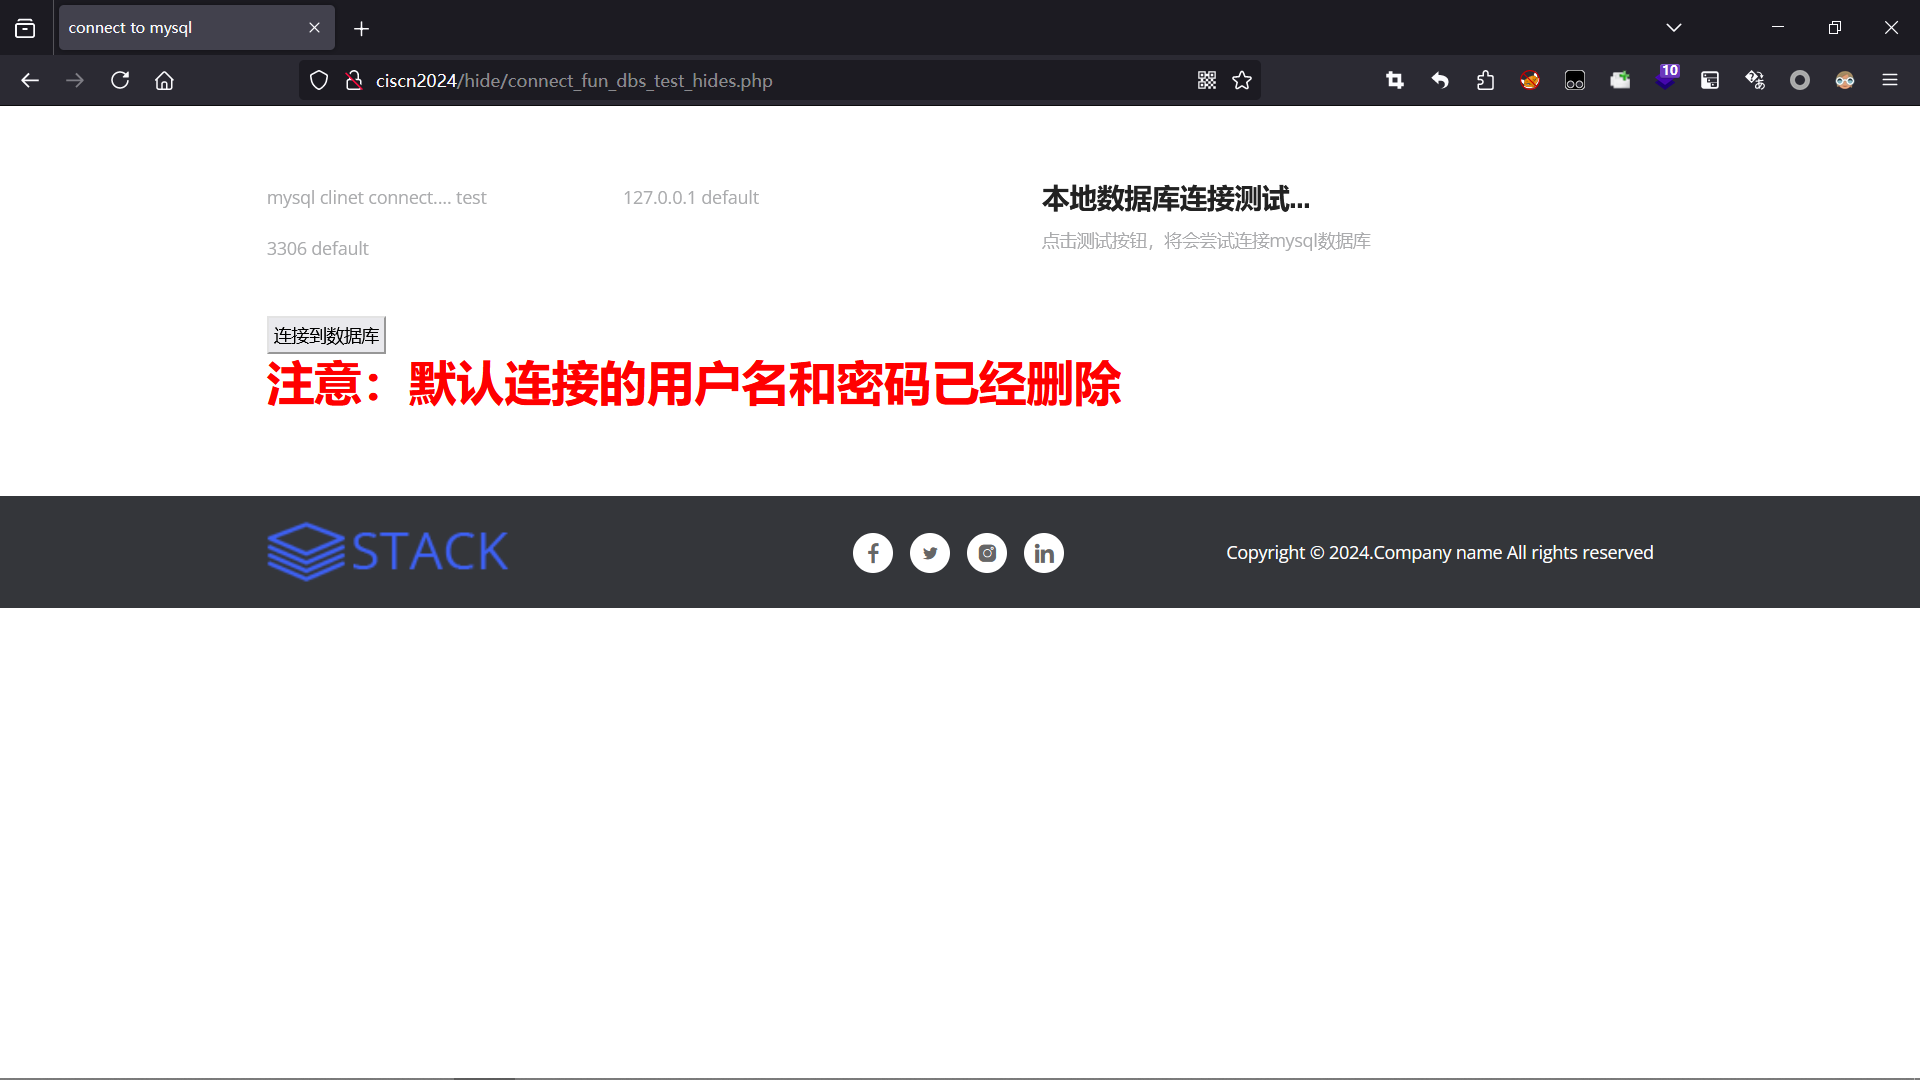 connect to mysql
ciscn2024/hide/connect_fun_dbs_test_hides.php
10
mysql clinet connect.... test
127.0.0.1 default
3306 default
本地数据库连接测试...
点击测试按钮，将会尝试连接mysql数据库
连接到数据库
注意：默认连接的用户名和密码已经删除
STACK
Copyright © 2024.Company name All rights reserved